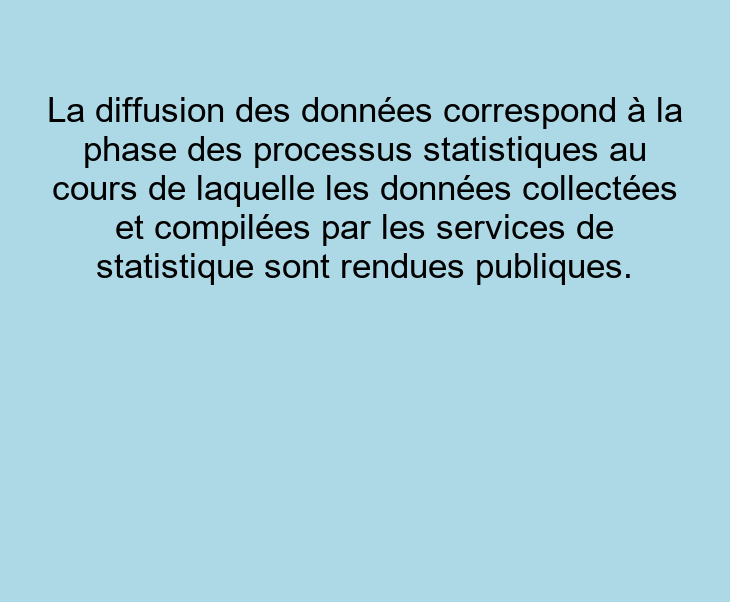 La diffusion des données correspond à la
phase des processus statistiques au
cours de laquelle les données collectées
et compilées par les services de
statistique sont rendues publiques.